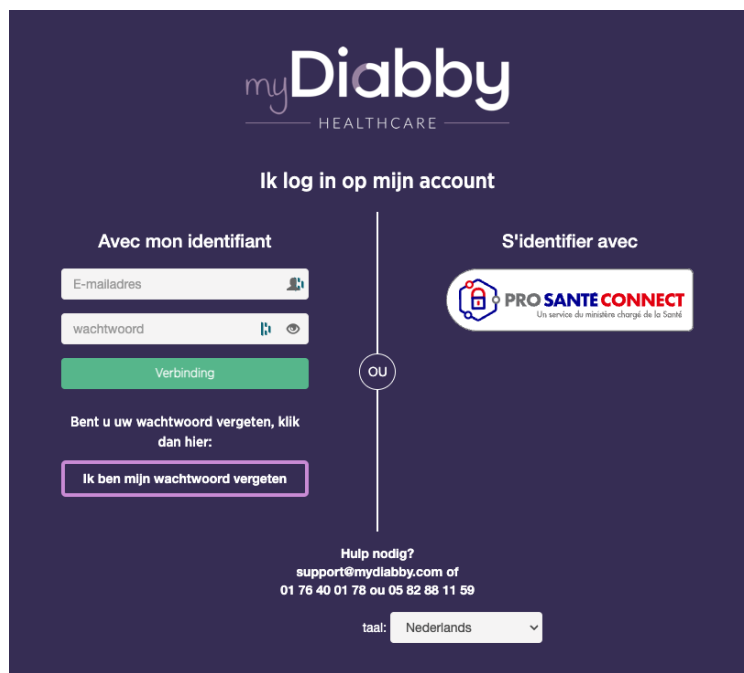 myDiabby
HEALTHCARE
Ik log in op mijn account
Avec mon identifiant
E-mailadres
wachtwoord
Verbinding
Bent u uw wachtwoord vergeten, klik
dan hier:
Ik ben mijn wachtwoord vergeten
OU
S'identifier avec
PRO SANTÉ CONNECT
Un service du ministère chargé de la Santé
Hulp nodig?
support@mydiabby.com of
01 76 40 01 78 ou 05 82 88 11 59
taal: Nederlands